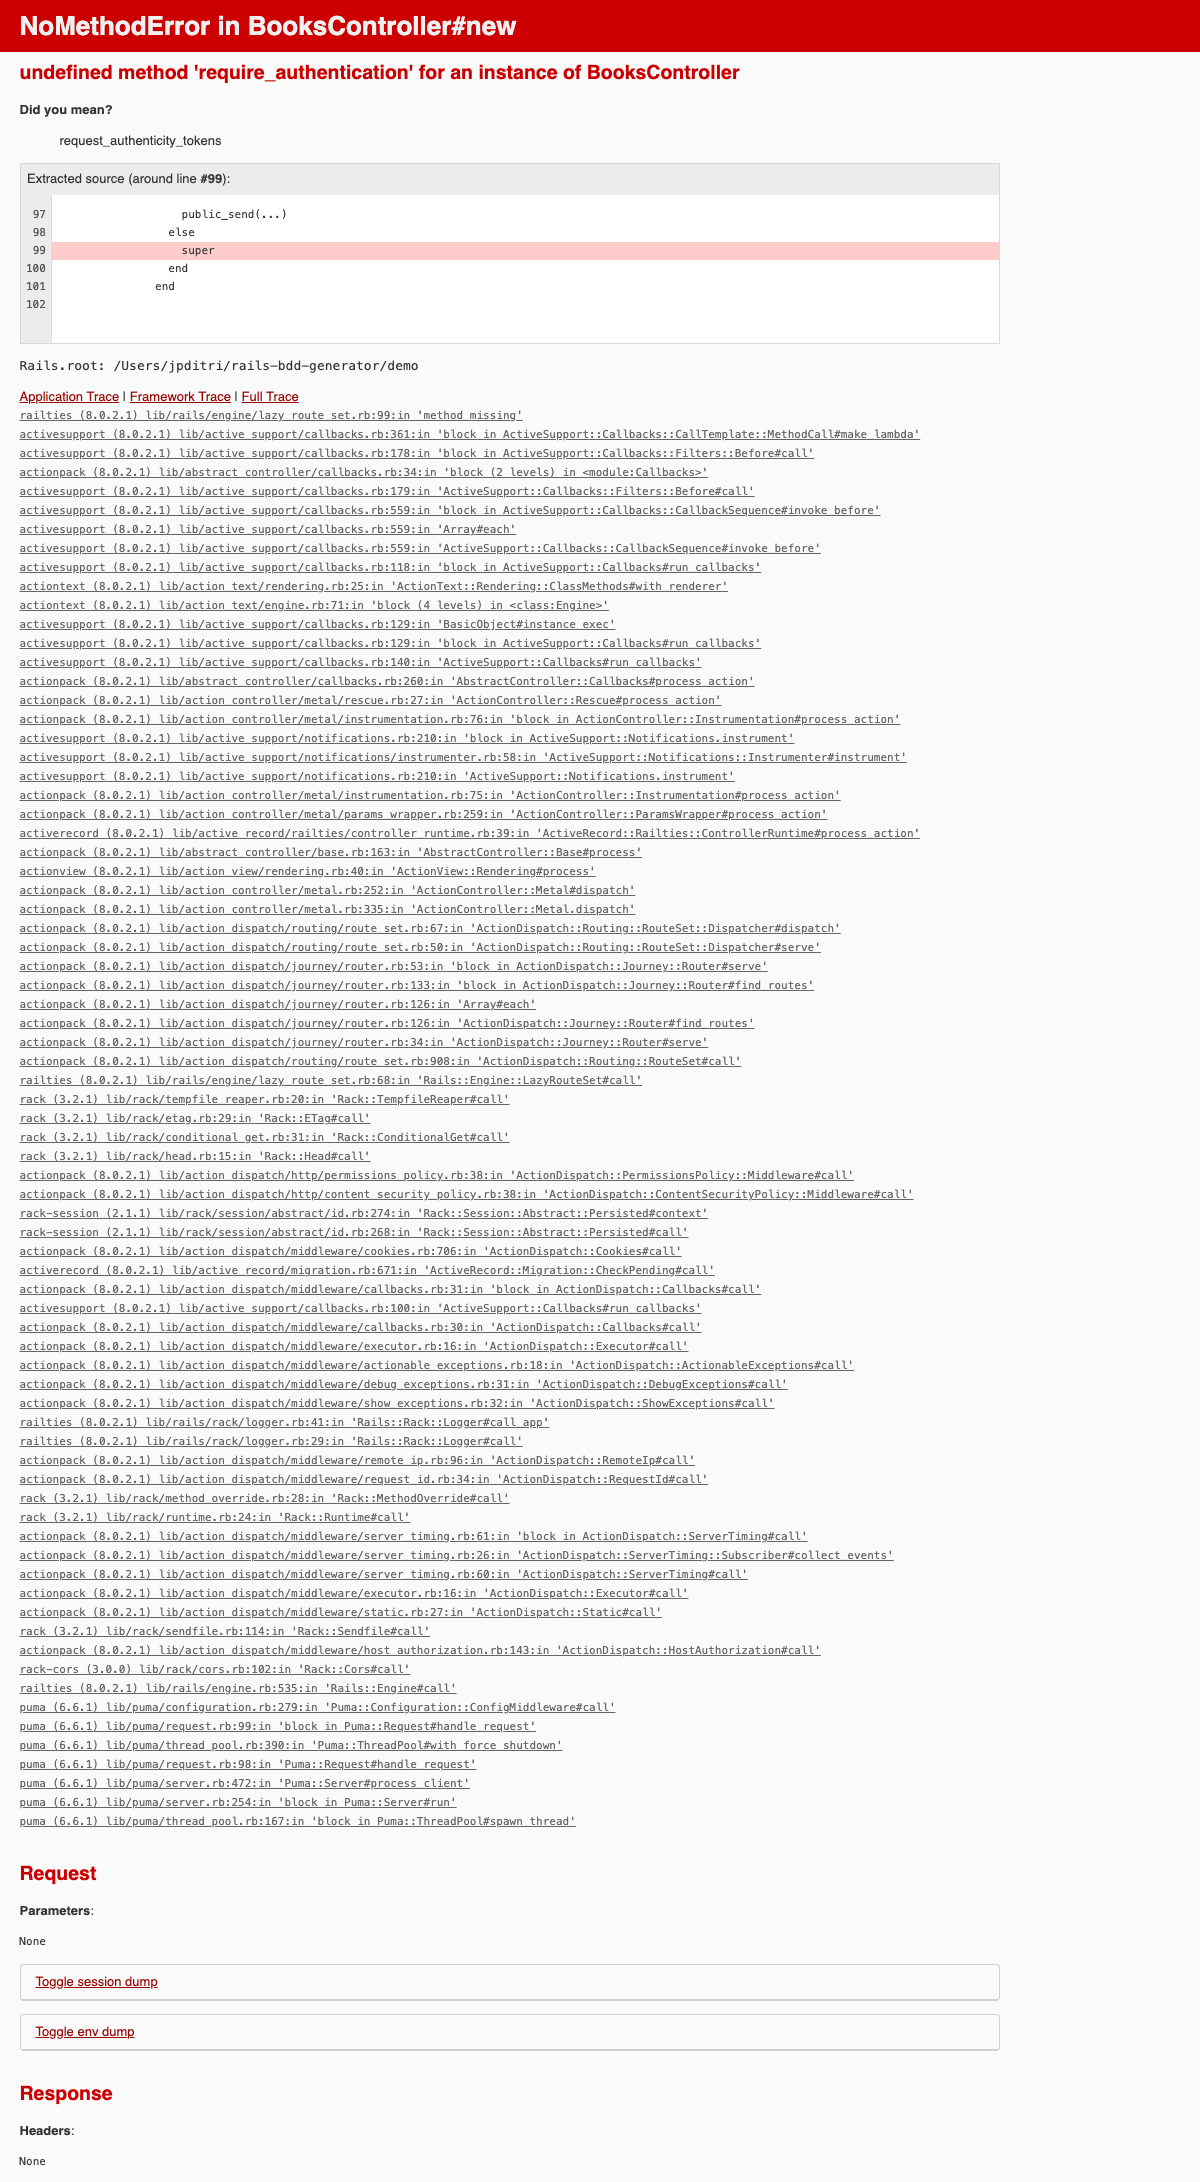 NoMethodError in BooksController#new
undefined method 'require_authentication' for an instance of BooksController
Did you mean?
request_authenticity_tokens
Extracted source (around line #99):
97 public_send(...)
98 else
99 super
100 end
101 end
102
Rails.root: /Users/jpditri/rails-bdd-generator/demo
Application Trace | Framework Trace | Full Trace
railties (8.0.2.1) lib/rails/engine/lazy_route_set.rb:99:in 'method_missing'
activesupport (8.0.2.1) lib/active_support/callbacks.rb:361:in 'block in ActiveSupport::Callbacks::CallTemplate::MethodCall#make_lambda'
activesupport (8.0.2.1) lib/active_support/callbacks.rb:178:in 'block in ActiveSupport::Callbacks::Filters::Before#call'
actionpack (8.0.2.1) lib/abstract_controller/callbacks.rb:34:in 'block (2 levels) in <module:Callbacks>'
activesupport (8.0.2.1) lib/active_support/callbacks.rb:179:in 'ActiveSupport::Callbacks::Filters::Before#call'
activesupport (8.0.2.1) lib/active_support/callbacks.rb:559:in 'block in ActiveSupport::Callbacks::CallbackSequence#invoke_before'
activesupport (8.0.2.1) lib/active_support/callbacks.rb:559:in 'Array#each'
activesupport (8.0.2.1) lib/active_support/callbacks.rb:559:in 'ActiveSupport::Callbacks::CallbackSequence#invoke_before'
activesupport (8.0.2.1) lib/active_support/callbacks.rb:118:in 'block in ActiveSupport::Callbacks#run_callbacks'
actiontext (8.0.2.1) lib/action_text/rendering.rb:25:in 'ActionText::Rendering::ClassMethods#with_renderer'
actiontext (8.0.2.1) lib/action_text/engine.rb:71:in 'block (4 levels) in <class:Engine>'
activesupport (8.0.2.1) lib/active_support/callbacks.rb:129:in 'BasicObject#instance_exec'
activesupport (8.0.2.1) lib/active_support/callbacks.rb:129:in 'block in ActiveSupport::Callbacks#run_callbacks'
activesupport (8.0.2.1) lib/active_support/callbacks.rb:140:in 'ActiveSupport::Callbacks#run_callbacks'
actionpack (8.0.2.1) lib/abstract_controller/callbacks.rb:260:in 'AbstractController::Callbacks#process_action'
actionpack (8.0.2.1) lib/action_controller/metal/rescue.rb:27:in 'ActionController::Rescue#process_action'
actionpack (8.0.2.1) lib/action_controller/metal/instrumentation.rb:76:in 'block in ActionController::Instrumentation#process_action'
activesupport (8.0.2.1) lib/active_support/notifications.rb:210:in 'block in ActiveSupport::Notifications.instrument'
activesupport (8.0.2.1) lib/active_support/notifications/instrumenter.rb:58:in 'ActiveSupport::Notifications::Instrumenter#instrument'
activesupport (8.0.2.1) lib/active_support/notifications.rb:210:in 'ActiveSupport::Notifications.instrument'
actionpack (8.0.2.1) lib/action_controller/metal/instrumentation.rb:75:in 'ActionController::Instrumentation#process_action'
actionpack (8.0.2.1) lib/action_controller/metal/params_wrapper.rb:259:in 'ActionController::ParamsWrapper#process_action'
activerecord (8.0.2.1) lib/active_record/railties/controller_runtime.rb:39:in 'ActiveRecord::Railties::ControllerRuntime#process_action'
actionpack (8.0.2.1) lib/abstract_controller/base.rb:163:in 'AbstractController::Base#process'
actionview (8.0.2.1) lib/action_view/rendering.rb:40:in 'ActionView::Rendering#process'
actionpack (8.0.2.1) lib/action_controller/metal.rb:252:in 'ActionController::Metal#dispatch'
actionpack (8.0.2.1) lib/action_controller/metal.rb:335:in 'ActionController::Metal.dispatch'
actionpack (8.0.2.1) lib/action_dispatch/routing/route_set.rb:67:in 'ActionDispatch::Routing::RouteSet::Dispatcher#dispatch'
actionpack (8.0.2.1) lib/action_dispatch/routing/route_set.rb:50:in 'ActionDispatch::Routing::RouteSet::Dispatcher#serve'
actionpack (8.0.2.1) lib/action_dispatch/journey/router.rb:53:in 'block in ActionDispatch::Journey::Router#serve'
actionpack (8.0.2.1) lib/action_dispatch/journey/router.rb:133:in 'block in ActionDispatch::Journey::Router#find_routes'
actionpack (8.0.2.1) lib/action_dispatch/journey/router.rb:126:in 'Array#each'
actionpack (8.0.2.1) lib/action_dispatch/journey/router.rb:126:in 'ActionDispatch::Journey::Router#find_routes'
actionpack (8.0.2.1) lib/action_dispatch/journey/router.rb:34:in 'ActionDispatch::Journey::Router#serve'
actionpack (8.0.2.1) lib/action_dispatch/routing/route_set.rb:908:in 'ActionDispatch::Routing::RouteSet#call'
railties (8.0.2.1) lib/rails/engine/lazy_route_set.rb:68:in 'Rails::Engine::LazyRouteSet#call'
rack (3.2.1) lib/rack/tempfile_reaper.rb:20:in 'Rack::TempfileReaper#call'
rack (3.2.1) lib/rack/etag.rb:29:in 'Rack::ETag#call'
rack (3.2.1) lib/rack/conditional_get.rb:31:in 'Rack::ConditionalGet#call'
rack (3.2.1) lib/rack/head.rb:15:in 'Rack::Head#call'
actionpack (8.0.2.1) lib/action_dispatch/http/permissions_policy.rb:38:in 'ActionDispatch::PermissionsPolicy::Middleware#call'
actionpack (8.0.2.1) lib/action_dispatch/http/content_security_policy.rb:38:in 'ActionDispatch::ContentSecurityPolicy::Middleware#call'
rack-session (2.1.1) lib/rack/session/abstract/id.rb:274:in 'Rack::Session::Abstract::Persisted#context'
rack-session (2.1.1) lib/rack/session/abstract/id.rb:268:in 'Rack::Session::Abstract::Persisted#call'
actionpack (8.0.2.1) lib/action_dispatch/middleware/cookies.rb:706:in 'ActionDispatch::Cookies#call'
activerecord (8.0.2.1) lib/active_record/migration.rb:671:in 'ActiveRecord::Migration::CheckPending#call'
actionpack (8.0.2.1) lib/action_dispatch/middleware/callbacks.rb:31:in 'block in ActionDispatch::Callbacks#call'
activesupport (8.0.2.1) lib/active_support/callbacks.rb:100:in 'ActiveSupport::Callbacks#run_callbacks'
actionpack (8.0.2.1) lib/action_dispatch/middleware/callbacks.rb:30:in 'ActionDispatch::Callbacks#call'
actionpack (8.0.2.1) lib/action_dispatch/middleware/executor.rb:16:in 'ActionDispatch::Executor#call'
actionpack (8.0.2.1) lib/action_dispatch/middleware/actionable_exceptions.rb:18:in 'ActionDispatch::ActionableExceptions#call'
actionpack (8.0.2.1) lib/action_dispatch/middleware/debug_exceptions.rb:31:in 'ActionDispatch::DebugExceptions#call'
actionpack (8.0.2.1) lib/action_dispatch/middleware/show_exceptions.rb:32:in 'ActionDispatch::ShowExceptions#call'
railties (8.0.2.1) lib/rails/rack/logger.rb:41:in 'Rails::Rack::Logger#call_app'
railties (8.0.2.1) lib/rails/rack/logger.rb:29:in 'Rails::Rack::Logger#call'
actionpack (8.0.2.1) lib/action_dispatch/middleware/remote_ip.rb:96:in 'ActionDispatch::RemoteIp#call'
actionpack (8.0.2.1) lib/action_dispatch/middleware/request_id.rb:34:in 'ActionDispatch::RequestId#call'
rack (3.2.1) lib/rack/method_override.rb:28:in 'Rack::MethodOverride#call'
rack (3.2.1) lib/rack/runtime.rb:24:in 'Rack::Runtime#call'
actionpack (8.0.2.1) lib/action_dispatch/middleware/server_timing.rb:61:in 'block in ActionDispatch::ServerTiming#call'
actionpack (8.0.2.1) lib/action_dispatch/middleware/server_timing.rb:26:in 'ActionDispatch::ServerTiming::Subscriber#collect_events'
actionpack (8.0.2.1) lib/action_dispatch/middleware/server_timing.rb:60:in 'ActionDispatch::ServerTiming#call'
actionpack (8.0.2.1) lib/action_dispatch/middleware/executor.rb:16:in 'ActionDispatch::Executor#call'
actionpack (8.0.2.1) lib/action_dispatch/middleware/static.rb:27:in 'ActionDispatch::Static#call'
rack (3.2.1) lib/rack/sendfile.rb:114:in 'Rack::Sendfile#call'
actionpack (8.0.2.1) lib/action_dispatch/middleware/host_authorization.rb:143:in 'ActionDispatch::HostAuthorization#call'
rack-cors (3.0.0) lib/rack/cors.rb:102:in 'Rack::Cors#call'
railties (8.0.2.1) lib/rails/engine.rb:535:in 'Rails::Engine#call'
puma (6.6.1) lib/puma/configuration.rb:279:in 'Puma::Configuration::ConfigMiddleware#call'
puma (6.6.1) lib/puma/request.rb:99:in 'block in Puma::Request#handle_request'
puma (6.6.1) lib/puma/thread_pool.rb:390:in 'Puma::ThreadPool#with_force_shutdown'
puma (6.6.1) lib/puma/request.rb:98:in 'Puma::Request#handle_request'
puma (6.6.1) lib/puma/server.rb:472:in 'Puma::Server#process_client'
puma (6.6.1) lib/puma/server.rb:254:in 'block in Puma::Server#run'
puma (6.6.1) lib/puma/thread_pool.rb:167:in 'block in Puma::ThreadPool#spawn_thread'
Request
Parameters:
None
Toggle session dump
Toggle env dump
Response
Headers:
None